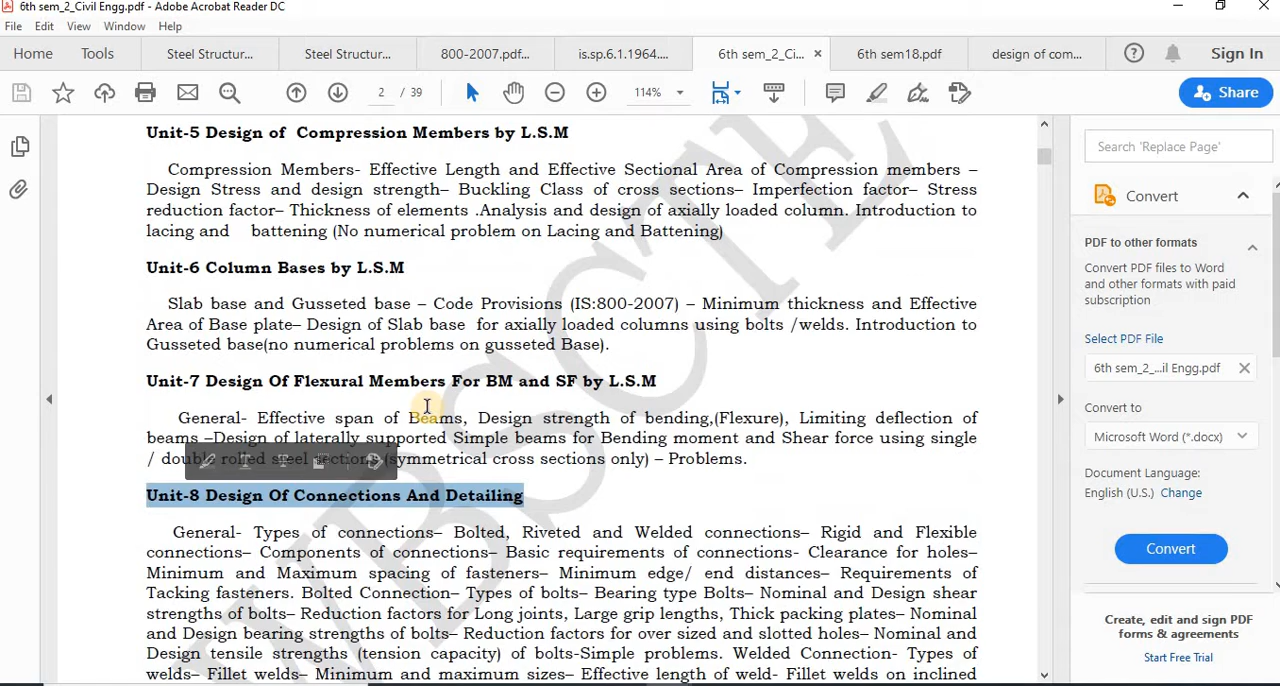 6th sem_2_Civil Engg.pdf - Adobe Acrobat Reader DC
File Edit View Window Help
Home Tools Steel Structur... Steel Structur... 800-2007.pdf... is.sp.6.1.1964.... 6th sem_2_Ci... 6th sem18.pdf design of com... Sign In
2 / 39 114% Share
Unit-5 Design of Compression Members by L.S.M
Compression Members- Effective Length and Effective Sectional Area of Compression members –
Design Stress and design strength– Buckling Class of cross sections– Imperfection factor– Stress
reduction factor– Thickness of elements .Analysis and design of axially loaded column. Introduction to
lacing and battening (No numerical problem on Lacing and Battening)
Unit-6 Column Bases by L.S.M
Slab base and Gusseted base – Code Provisions (IS:800-2007) – Minimum thickness and Effective
Area of Base plate– Design of Slab base for axially loaded columns using bolts /welds. Introduction to
Gusseted base(no numerical problems on gusseted Base).
Unit-7 Design Of Flexural Members For BM and SF by L.S.M
General- Effective span of Beams, Design strength of bending,(Flexure), Limiting deflection of
beams –Design of laterally supported Simple beams for Bending moment and Shear force using single
/ double rolled steel sections (symmetrical cross sections only) – Problems.
Unit-8 Design Of Connections And Detailing
General- Types of connections– Bolted, Riveted and Welded connections– Rigid and Flexible
connections– Components of connections– Basic requirements of connections- Clearance for holes–
Minimum and Maximum spacing of fasteners– Minimum edge/ end distances– Requirements of
Tacking fasteners. Bolted Connection– Types of bolts– Bearing type Bolts– Nominal and Design shear
strengths of bolts– Reduction factors for Long joints, Large grip lengths, Thick packing plates– Nominal
and Design bearing strengths of bolts– Reduction factors for over sized and slotted holes– Nominal and
Design tensile strengths (tension capacity) of bolts-Simple problems. Welded Connection- Types of
welds– Fillet welds– Minimum and maximum sizes– Effective length of weld- Fillet welds on inclined
WBSCTE
Search 'Replace Page'
Convert
PDF to other formats
Convert PDF files to Word
and other formats with paid
subscription
Select PDF File
6th sem_2_...il Engg.pdf
Convert to
Microsoft Word (*.docx)
Document Language:
English (U.S.) Change
Convert
Create, edit and sign PDF
forms & agreements
Start Free Trial